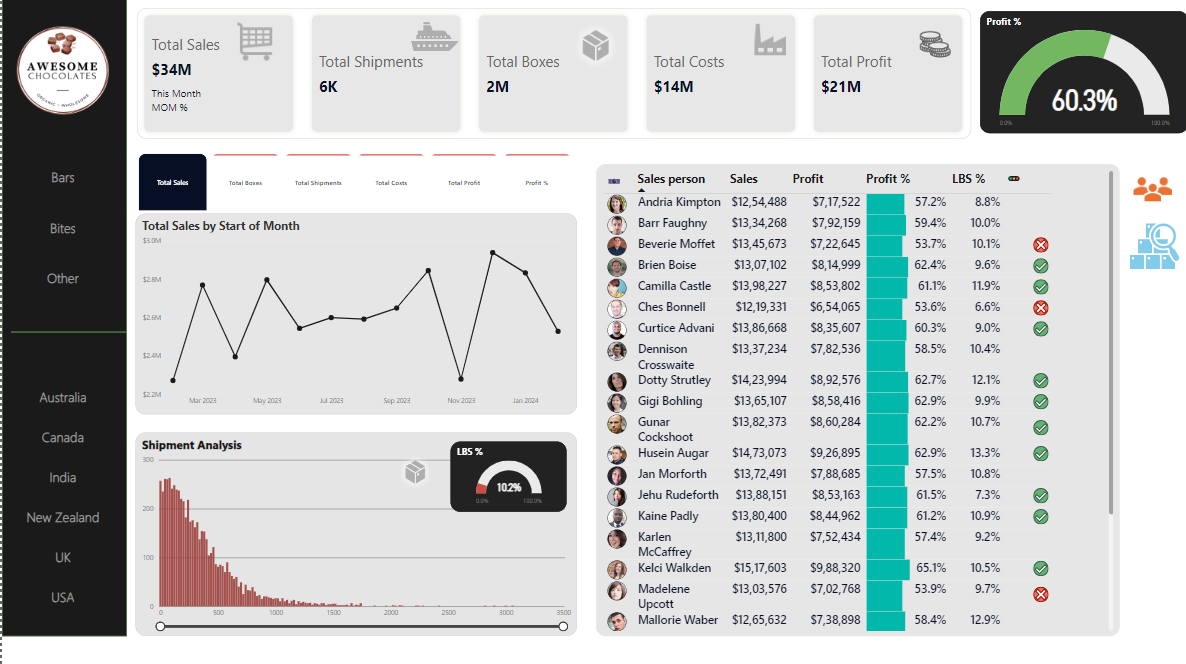 AWESOME
CHOCOLATES
ORGANIC • WHOLESOME
Bars
Bites
Other
Australia
Canada
India
New Zealand
UK
USA
Total Sales
$34M
This Month
MOM %
Total Shipments
6K
Total Boxes
2M
Total Costs
$14M
Total Profit
$21M
Profit %
60.3%
0.0%
100.0%
Total Sales
Total Boxes
Total Shipments
Total Costs
Total Profit
Profit %
Total Sales by Start of Month
$3.0M
$2.8M
$2.6M
$2.4M
$2.2M
Mar 2023
May 2023
Jul 2023
Sep 2023
Nov 2023
Jan 2024
Shipment Analysis
300
200
100
0
0
500
1000
1500
2000
2500
3000
3500
LBS %
10.2%
0.0%
100.0%
Sales person Sales Profit Profit % LBS %
Andria Kimpton $12,54,488 $7,17,522 57.2% 8.8%
Barr Faughny $13,34,268 $7,92,159 59.4% 10.0%
Beverie Moffet $13,45,673 $7,22,645 53.7% 10.1%
Brien Boise $13,07,102 $8,14,999 62.4% 9.6%
Camilla Castle $13,98,227 $8,53,802 61.1% 11.9%
Ches Bonnell $12,19,331 $6,54,065 53.6% 6.6%
Curtice Advani $13,86,668 $8,35,607 60.3% 9.0%
Dennison $13,37,234 $7,82,536 58.5% 10.4%
Crosswaite
Dotty Strutley $14,23,994 $8,92,576 62.7% 12.1%
Gigi Bohling $13,65,107 $8,58,416 62.9% 9.9%
Gunar $13,82,373 $8,60,284 62.2% 10.7%
Cockshoot
Husein Augar $14,73,073 $9,26,895 62.9% 13.3%
Jan Morforth $13,72,491 $7,88,685 57.5% 10.8%
Jehu Rudeforth $13,88,151 $8,53,163 61.5% 7.3%
Kaine Padly $13,80,400 $8,44,962 61.2% 10.9%
Karlen $13,11,800 $7,52,434 57.4% 9.2%
McCaffrey
Kelci Walkden $15,17,603 $9,88,320 65.1% 10.5%
Madelene $13,03,576 $7,02,768 53.9% 9.7%
Upcott
Mallorie Waber $12,65,632 $7,38,898 58.4% 12.9%